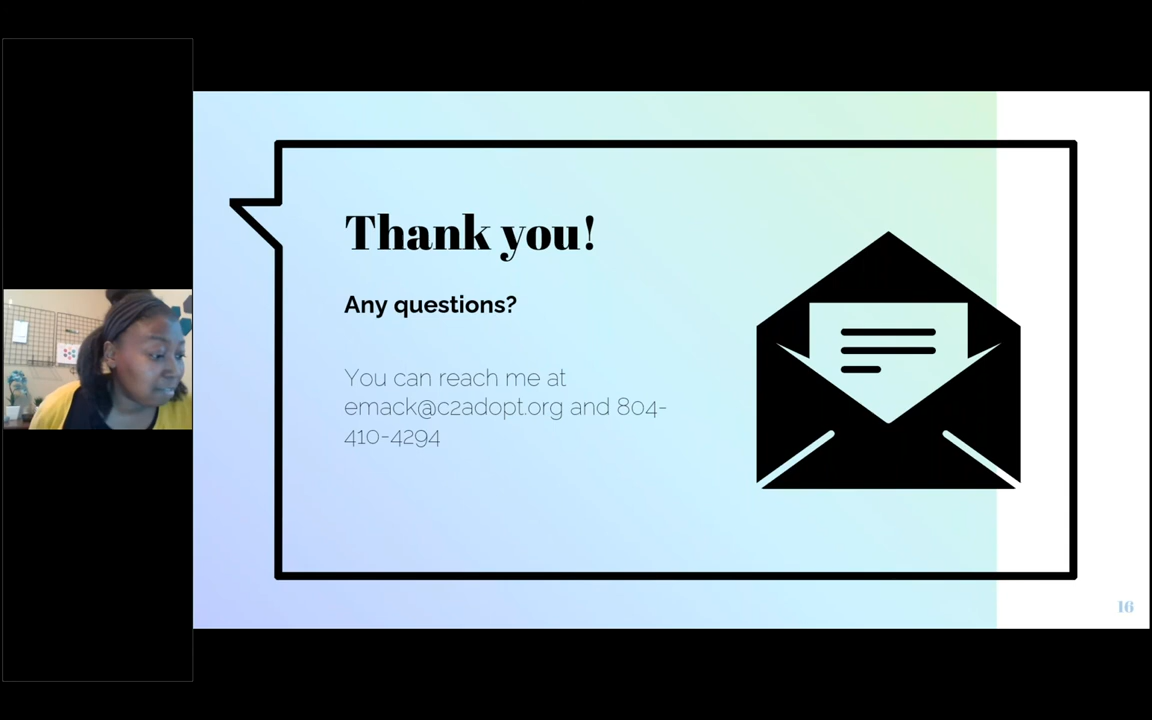 Thank you!
Any questions?
You can reach me at
emack@c2adopt.org and 804-
410-4294
16